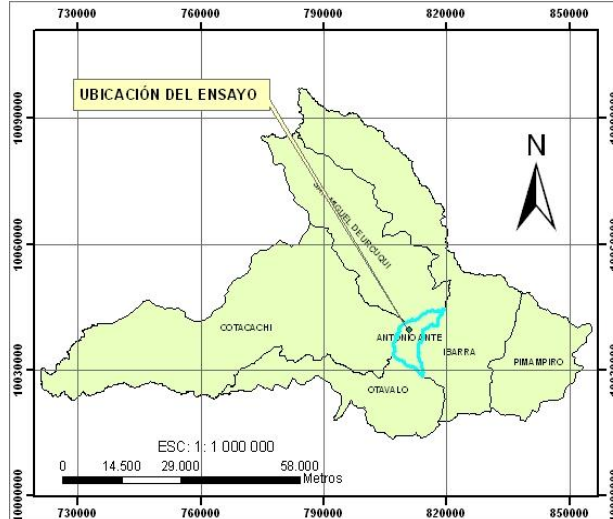 730000 760000 790000 820000 850000
UBICACIÓN DEL ENSAYO
N
SAN MIGUEL DE URCUQUI
COTACACHI
ANTONIO ANTE
IBARRA
PIMAMPIRO
OTAVALO
ESC: 1: 1 000 000
0 14.500 29.000 58.000
Metros
10090000
10060000
10030000
10000000
730000 760000 790000 820000 850000